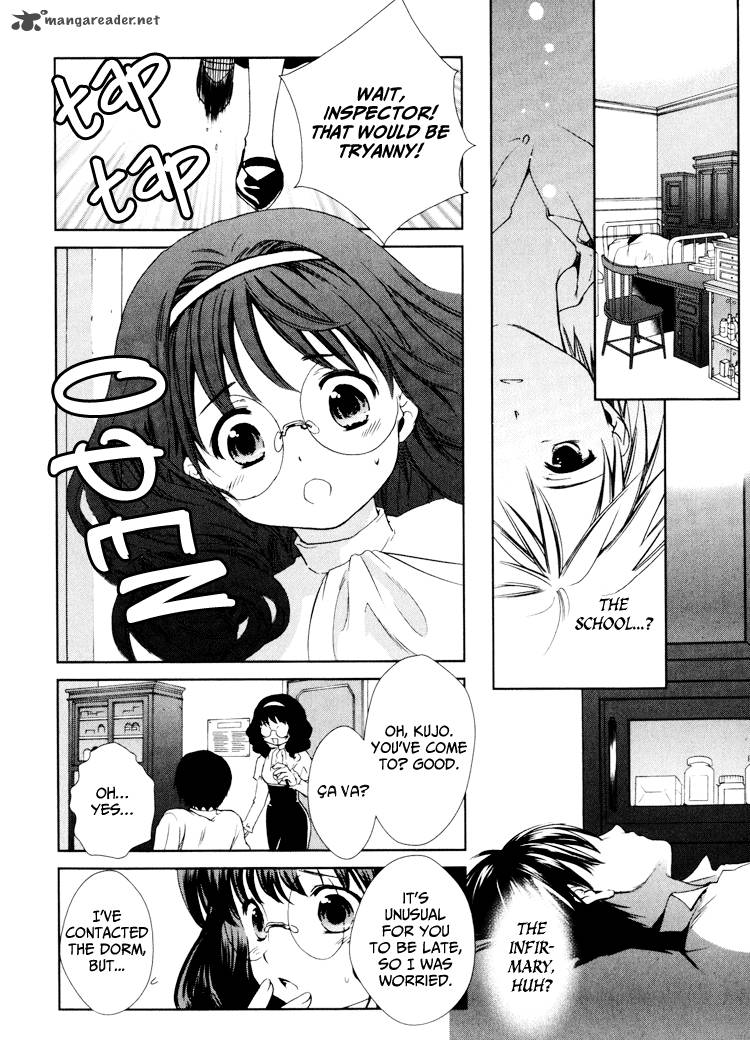 mangareader.net
THE
SCHOOL...?
THE
INFIR-
MARY,
HUH?
WAIT,
INSPECTOR!
THAT WOULD BE
TRYANNY!
tap
tap
OPEN
OH, KUJO.
YOU'VE COME
TO? GOOD.
ÇA VA?
OH...
YES...
IT'S
UNUSUAL
FOR YOU
TO BE LATE,
SO I WAS
WORRIED.
I'VE
CONTACTED
THE DORM,
BUT...